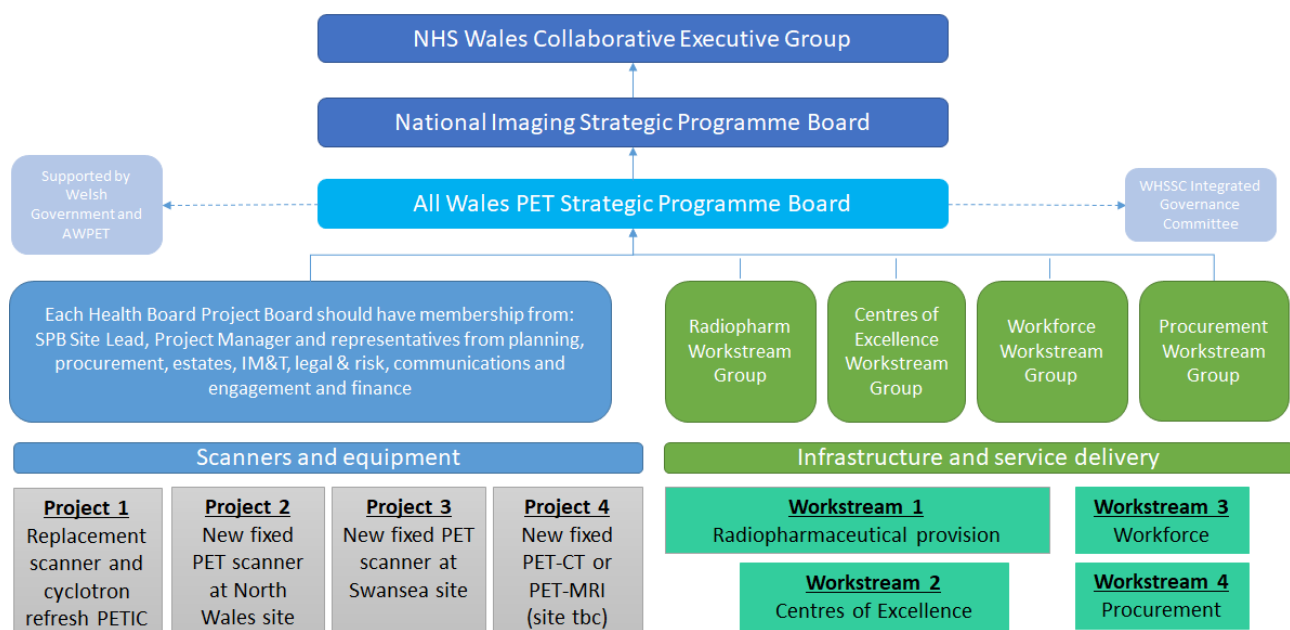 NHS Wales Collaborative Executive Group
National Imaging Strategic Programme Board
Supported by
Welsh
Government and
AWPET
All Wales PET Strategic Programme Board
WHSSC Integrated
Governance
Committee
Each Health Board Project Board should have membership from:
SPB Site Lead, Project Manager and representatives from planning,
procurement, estates, IM&T, legal & risk, communications and
engagement and finance
Radiopharm
Workstream
Group
Centres of
Excellence
Workstream
Group
Workforce
Workstream
Group
Procurement
Workstream
Group
Scanners and equipment
Infrastructure and service delivery
Project 1
Replacement
scanner and
cyclotron
refresh PETIC
Project 2
New fixed
PET scanner
at North
Wales site
Project 3
New fixed PET
scanner at
Swansea site
Project 4
New fixed
PET-CT or
PET-MRI
(site tbc)
Workstream 1
Radiopharmaceutical provision
Workstream 2
Centres of Excellence
Workstream 3
Workforce
Workstream 4
Procurement